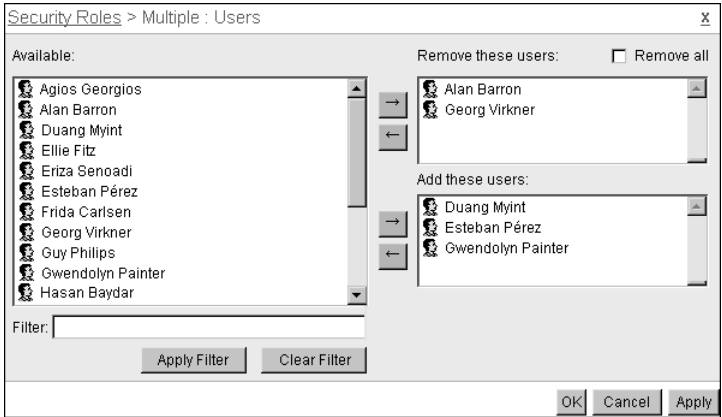 Security Roles > Multiple : Users
x
Available:
Agios Georgios
Alan Barron
Duang Myint
Ellie Fitz
Eriza Senoadi
Esteban Pérez
Frida Carlsen
Georg Virkner
Guy Philips
Gwendolyn Painter
Hasan Baydar
Filter:
Apply Filter
Clear Filter
→
←
Remove these users:
Remove all
Alan Barron
Georg Virkner
→
←
Add these users:
Duang Myint
Esteban Pérez
Gwendolyn Painter
OK
Cancel
Apply